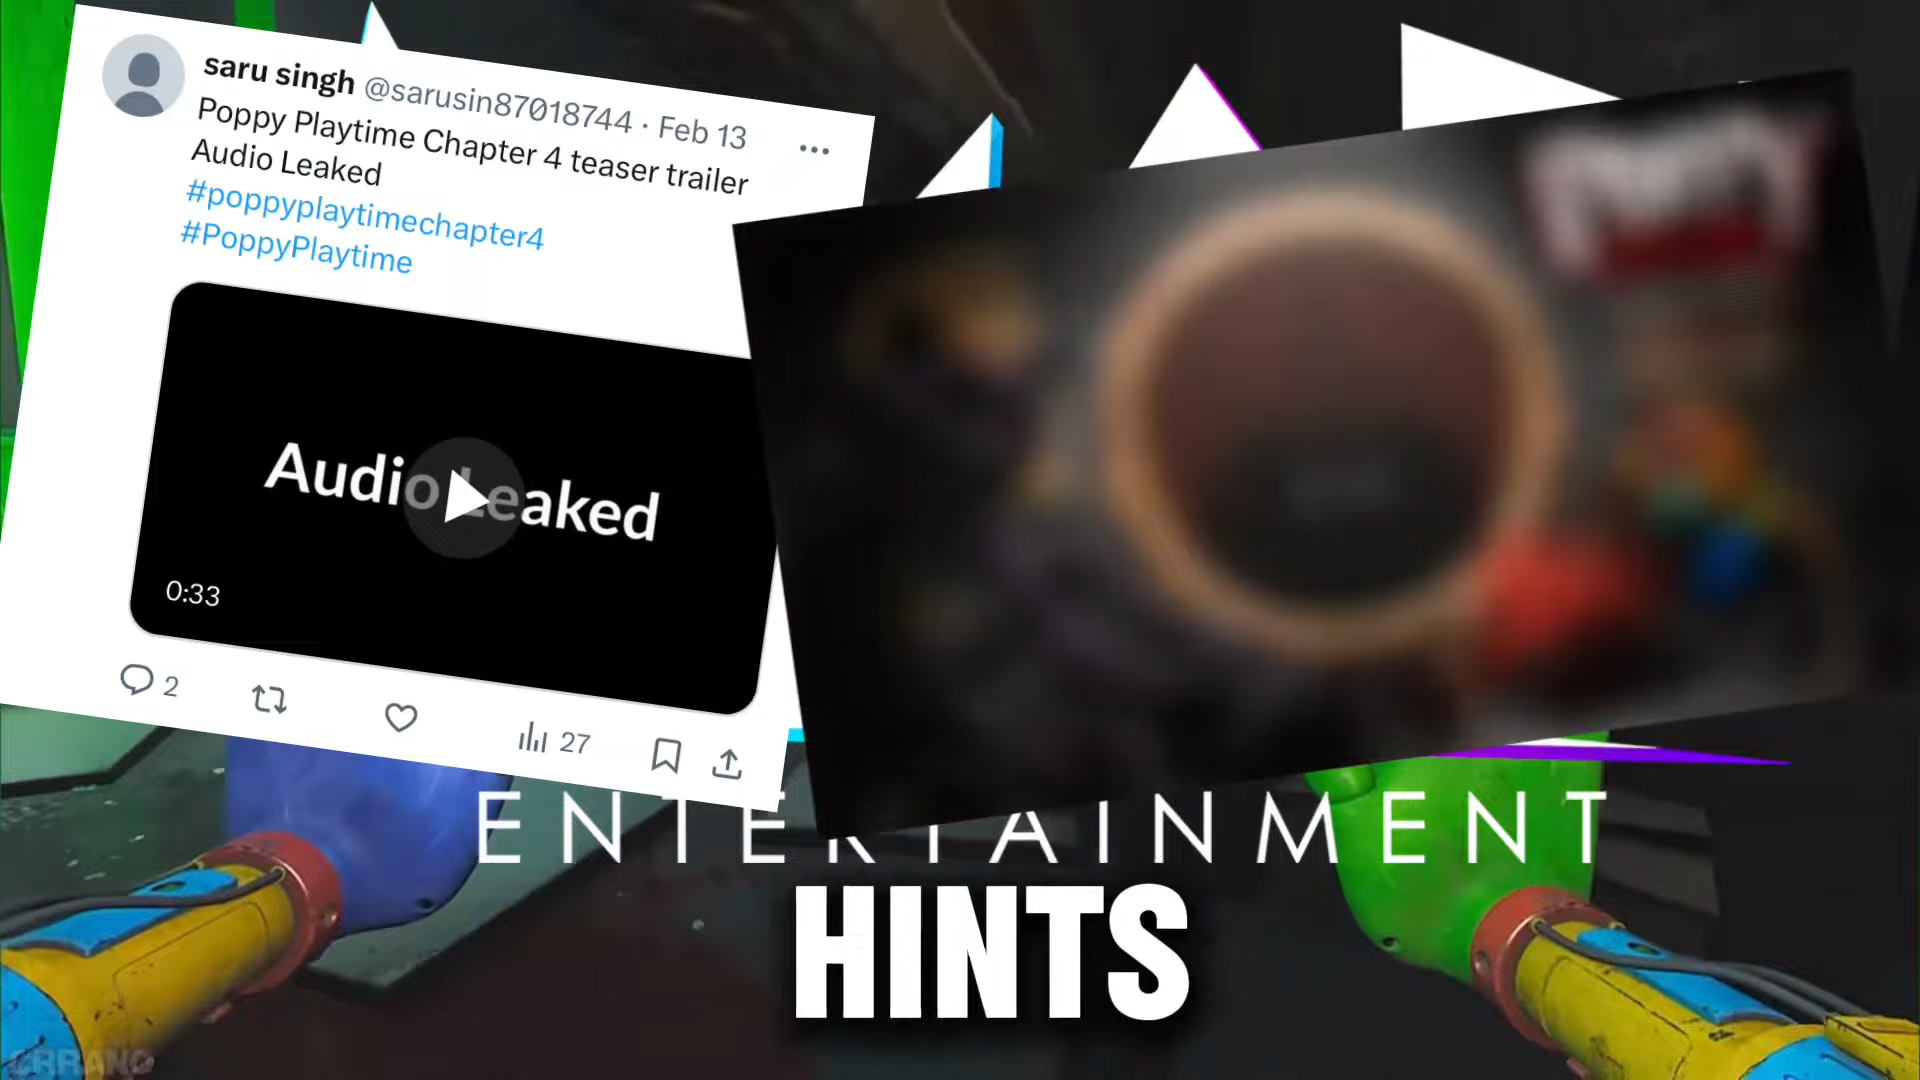 saru singh @sarusin87018744 · Feb 13
Poppy Playtime Chapter 4 teaser trailer
Audio Leaked
#poppyplaytimechapter4
#PoppyPlaytime
Audio Leaked
0:33
2
27
ENTERTAINMENT
HINTS